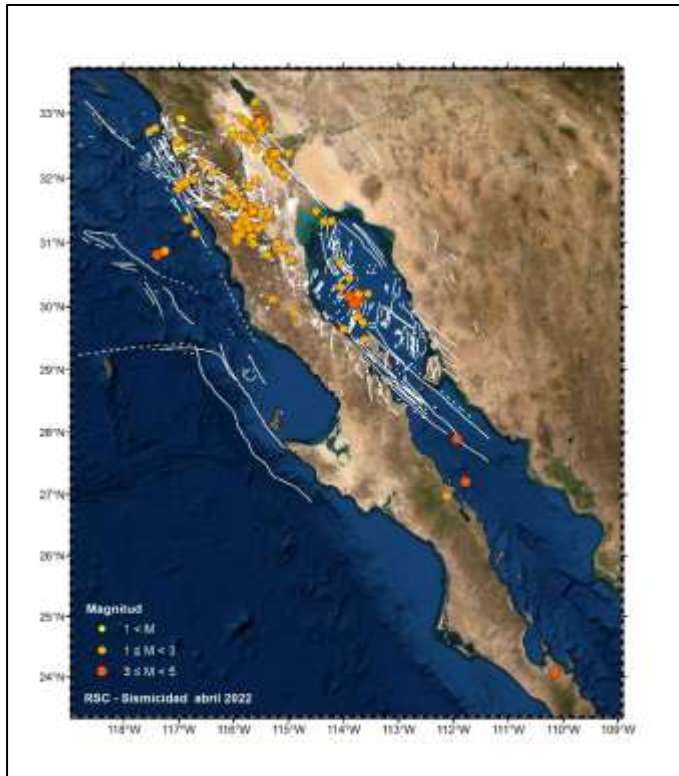 33°N
32°N
31°N
30°N
29°N
28°N
27°N
26°N
25°N
24°N
Magnitud
1 < M
1 ≤ M < 3
3 ≤ M < 5
RSC - Sismicidad abril 2022
118°W 117°W 116°W 115°W 114°W 113°W 112°W 111°W 110°W 109°W